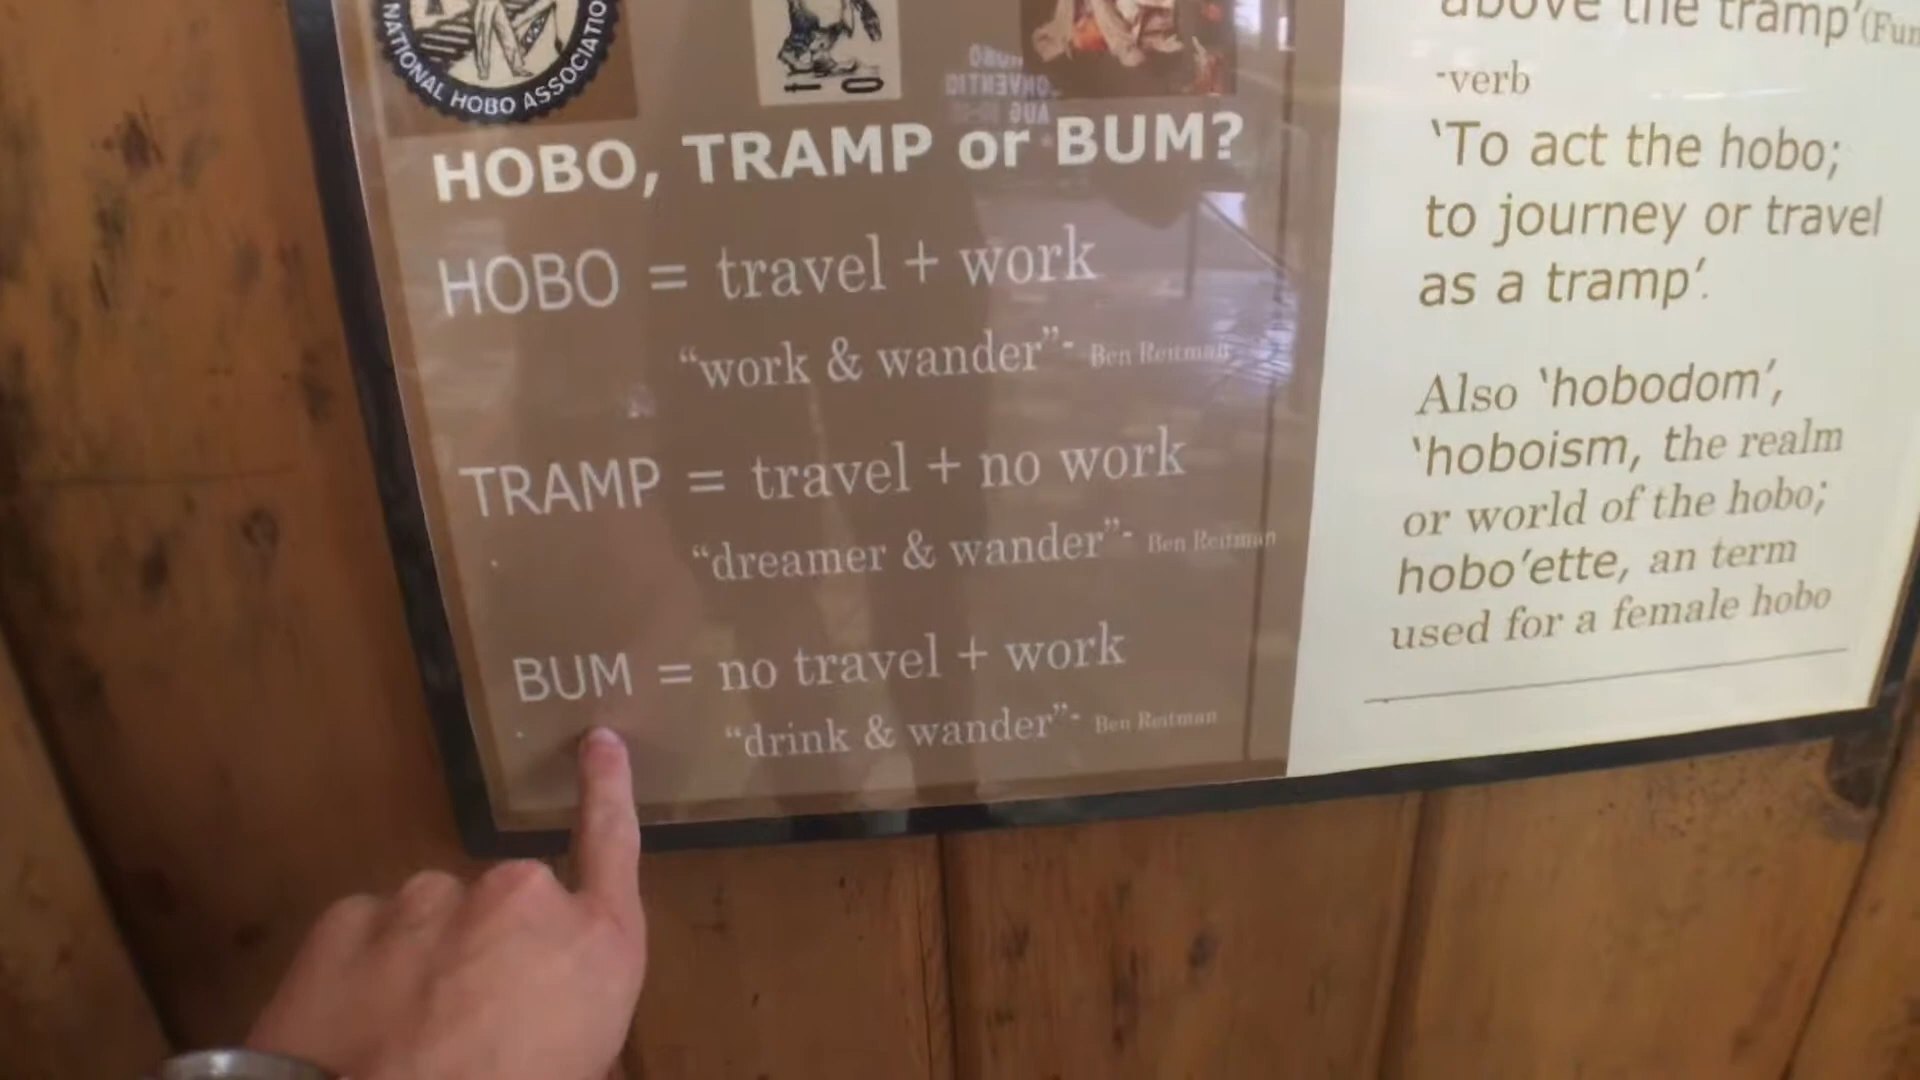 NATIONAL HOBO ASSOCIATIO
HOBO, TRAMP or BUM?
HOBO = travel + work
“work & wander”- Ben Reitman
TRAMP = travel + no work
“dreamer & wander”- Ben Reitman
BUM = no travel + work
“drink & wander”- Ben Reitman
above the tramp’(Fun
-verb
‘To act the hobo;
to journey or travel
as a tramp’.
Also ‘hobodom’,
‘hoboism, the realm
or world of the hobo;
hobo’ette, an term
used for a female hobo